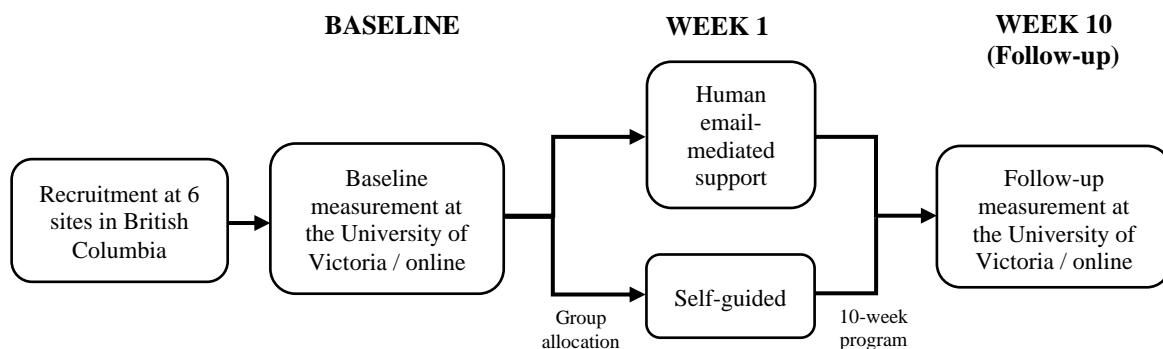 BASELINE
WEEK 1
WEEK 10
(Follow-up)
Recruitment at 6
sites in British
Columbia
Baseline
measurement at
the University of
Victoria / online
Human
email-
mediated
support
Self-guided
Group
allocation
10-week
program
Follow-up
measurement at
the University of
Victoria / online